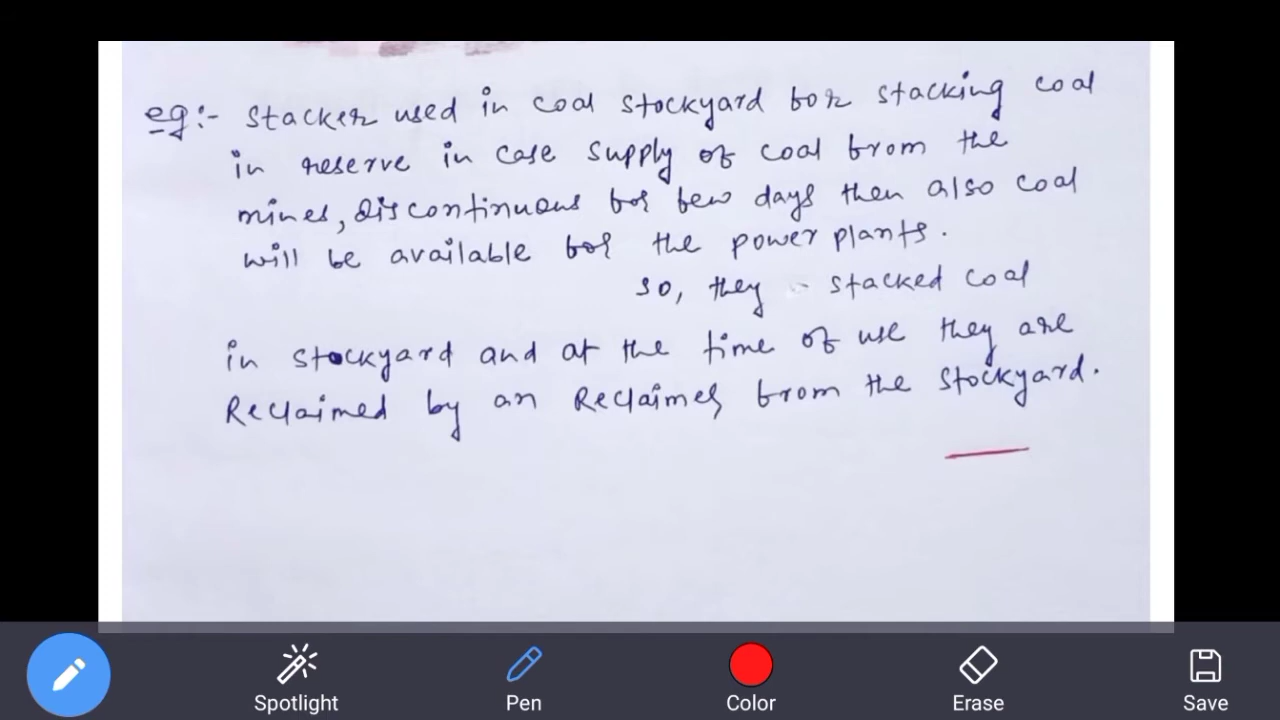 eg:- Stacker used in coal stockyard for stacking coal
in reserve in case supply of coal from the
mines, discontinuous for few days then also coal
will be available for the power plants.
so, they stacked coal
in stockyard and at the time of use they are
Reclaimed by an Reclaimer from the stockyard.
Spotlight
Pen
Color
Erase
Save